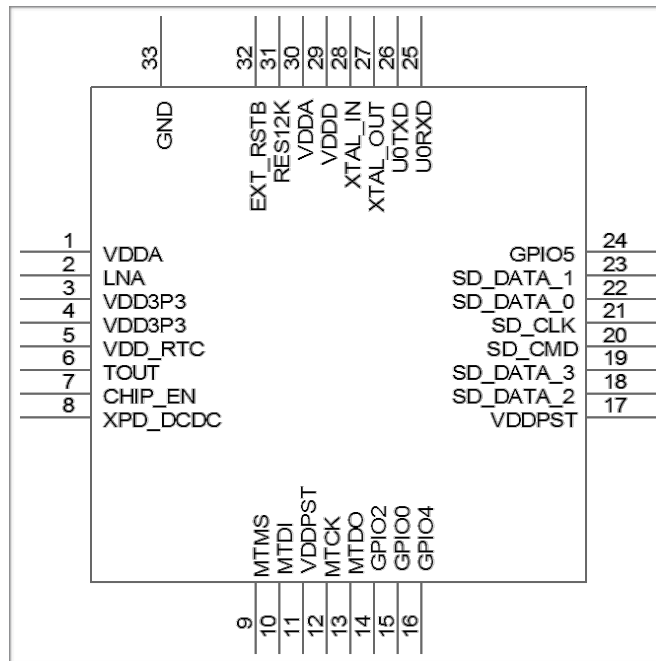 33
32
31
30
29
28
27
26
25
GND
EXT_RSTB
RES12K
VDDA
VDDD
XTAL_IN
XTAL_OUT
U0TXD
U0RXD
1
VDDA
2
LNA
3
VDD3P3
4
VDD3P3
5
VDD_RTC
6
TOUT
7
CHIP_EN
8
XPD_DCDC
24
GPIO5
23
SD_DATA_1
22
SD_DATA_0
21
SD_CLK
20
SD_CMD
19
SD_DATA_3
18
SD_DATA_2
17
VDDPST
MTMS
MTDI
VDDPST
MTCK
MTDO
GPIO2
GPIO0
GPIO4
9
10
11
12
13
14
15
16